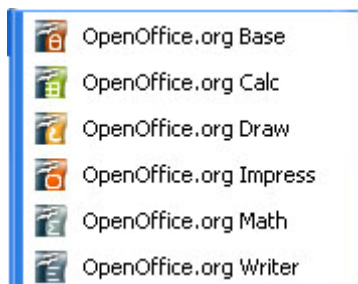 OpenOffice.org Base
OpenOffice.org Calc
OpenOffice.org Draw
OpenOffice.org Impress
OpenOffice.org Math
OpenOffice.org Writer